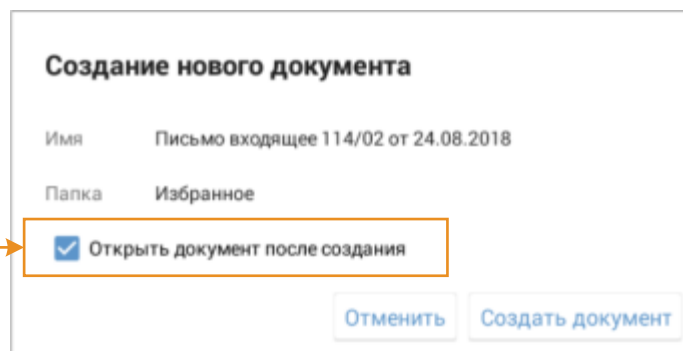 Создание нового документа
Имя Письмо входящее 114/02 от 24.08.2018
Папка Избранное
Открыть документ после создания
Отменить Создать документ